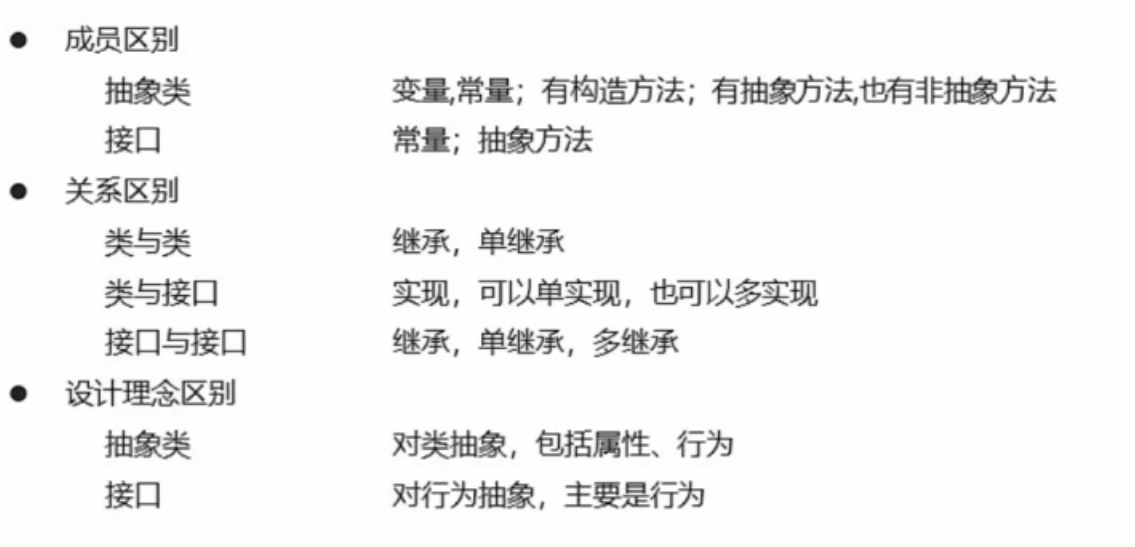 ● 成员区别
抽象类 变量,常量；有构造方法；有抽象方法,也有非抽象方法
接口 常量；抽象方法
● 关系区别
类与类 继承，单继承
类与接口 实现，可以单实现，也可以多实现
接口与接口 继承，单继承，多继承
● 设计理念区别
抽象类 对类抽象，包括属性、行为
接口 对行为抽象，主要是行为